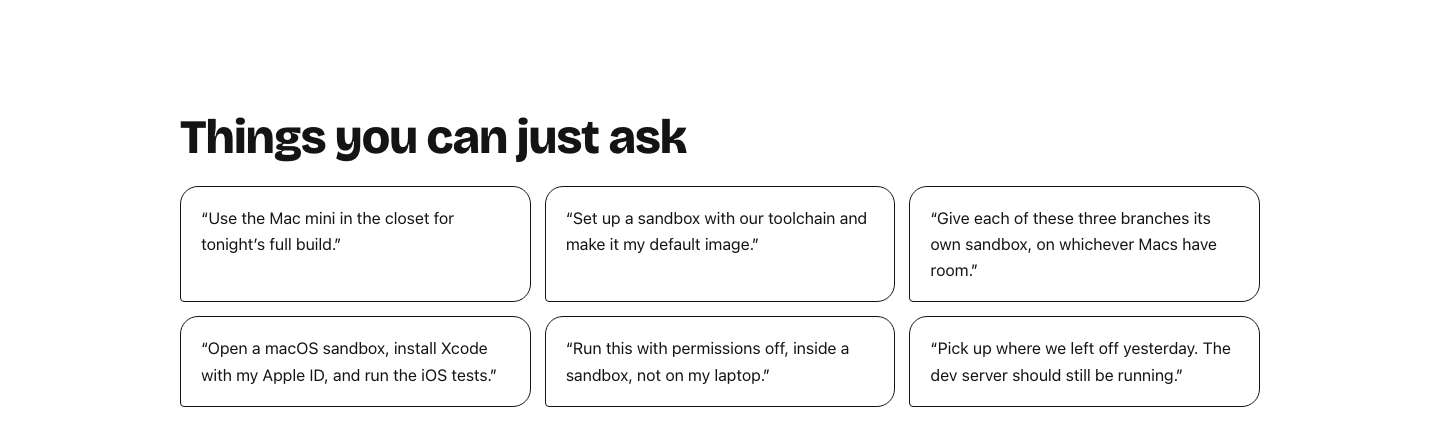 Things you can just ask
“Use the Mac mini in the closet for
tonight’s full build.”
“Set up a sandbox with our toolchain and
make it my default image.”
“Give each of these three branches its
own sandbox, on whichever Macs have
room.”
“Open a macOS sandbox, install Xcode
with my Apple ID, and run the iOS tests.”
“Run this with permissions off, inside a
sandbox, not on my laptop.”
“Pick up where we left off yesterday. The
dev server should still be running.”